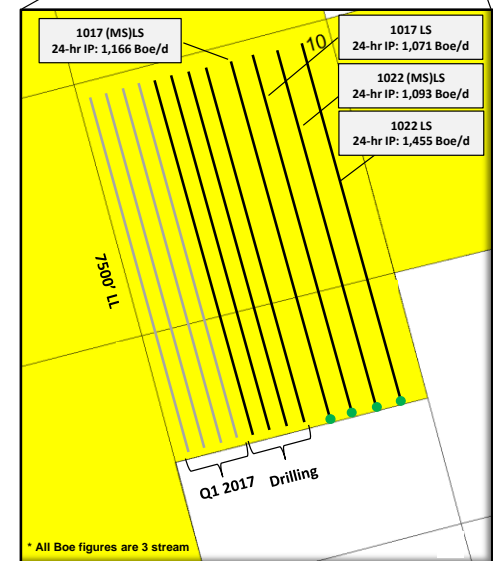 1017 (MS)LS
24-hr IP: 1,166 Boe/d
1017 LS
24-hr IP: 1,071 Boe/d
10
1022 (MS)LS
24-hr IP: 1,093 Boe/d
1022 LS
24-hr IP: 1,455 Boe/d
7500' LL
Q1 2017
Drilling
* All Boe figures are 3 stream